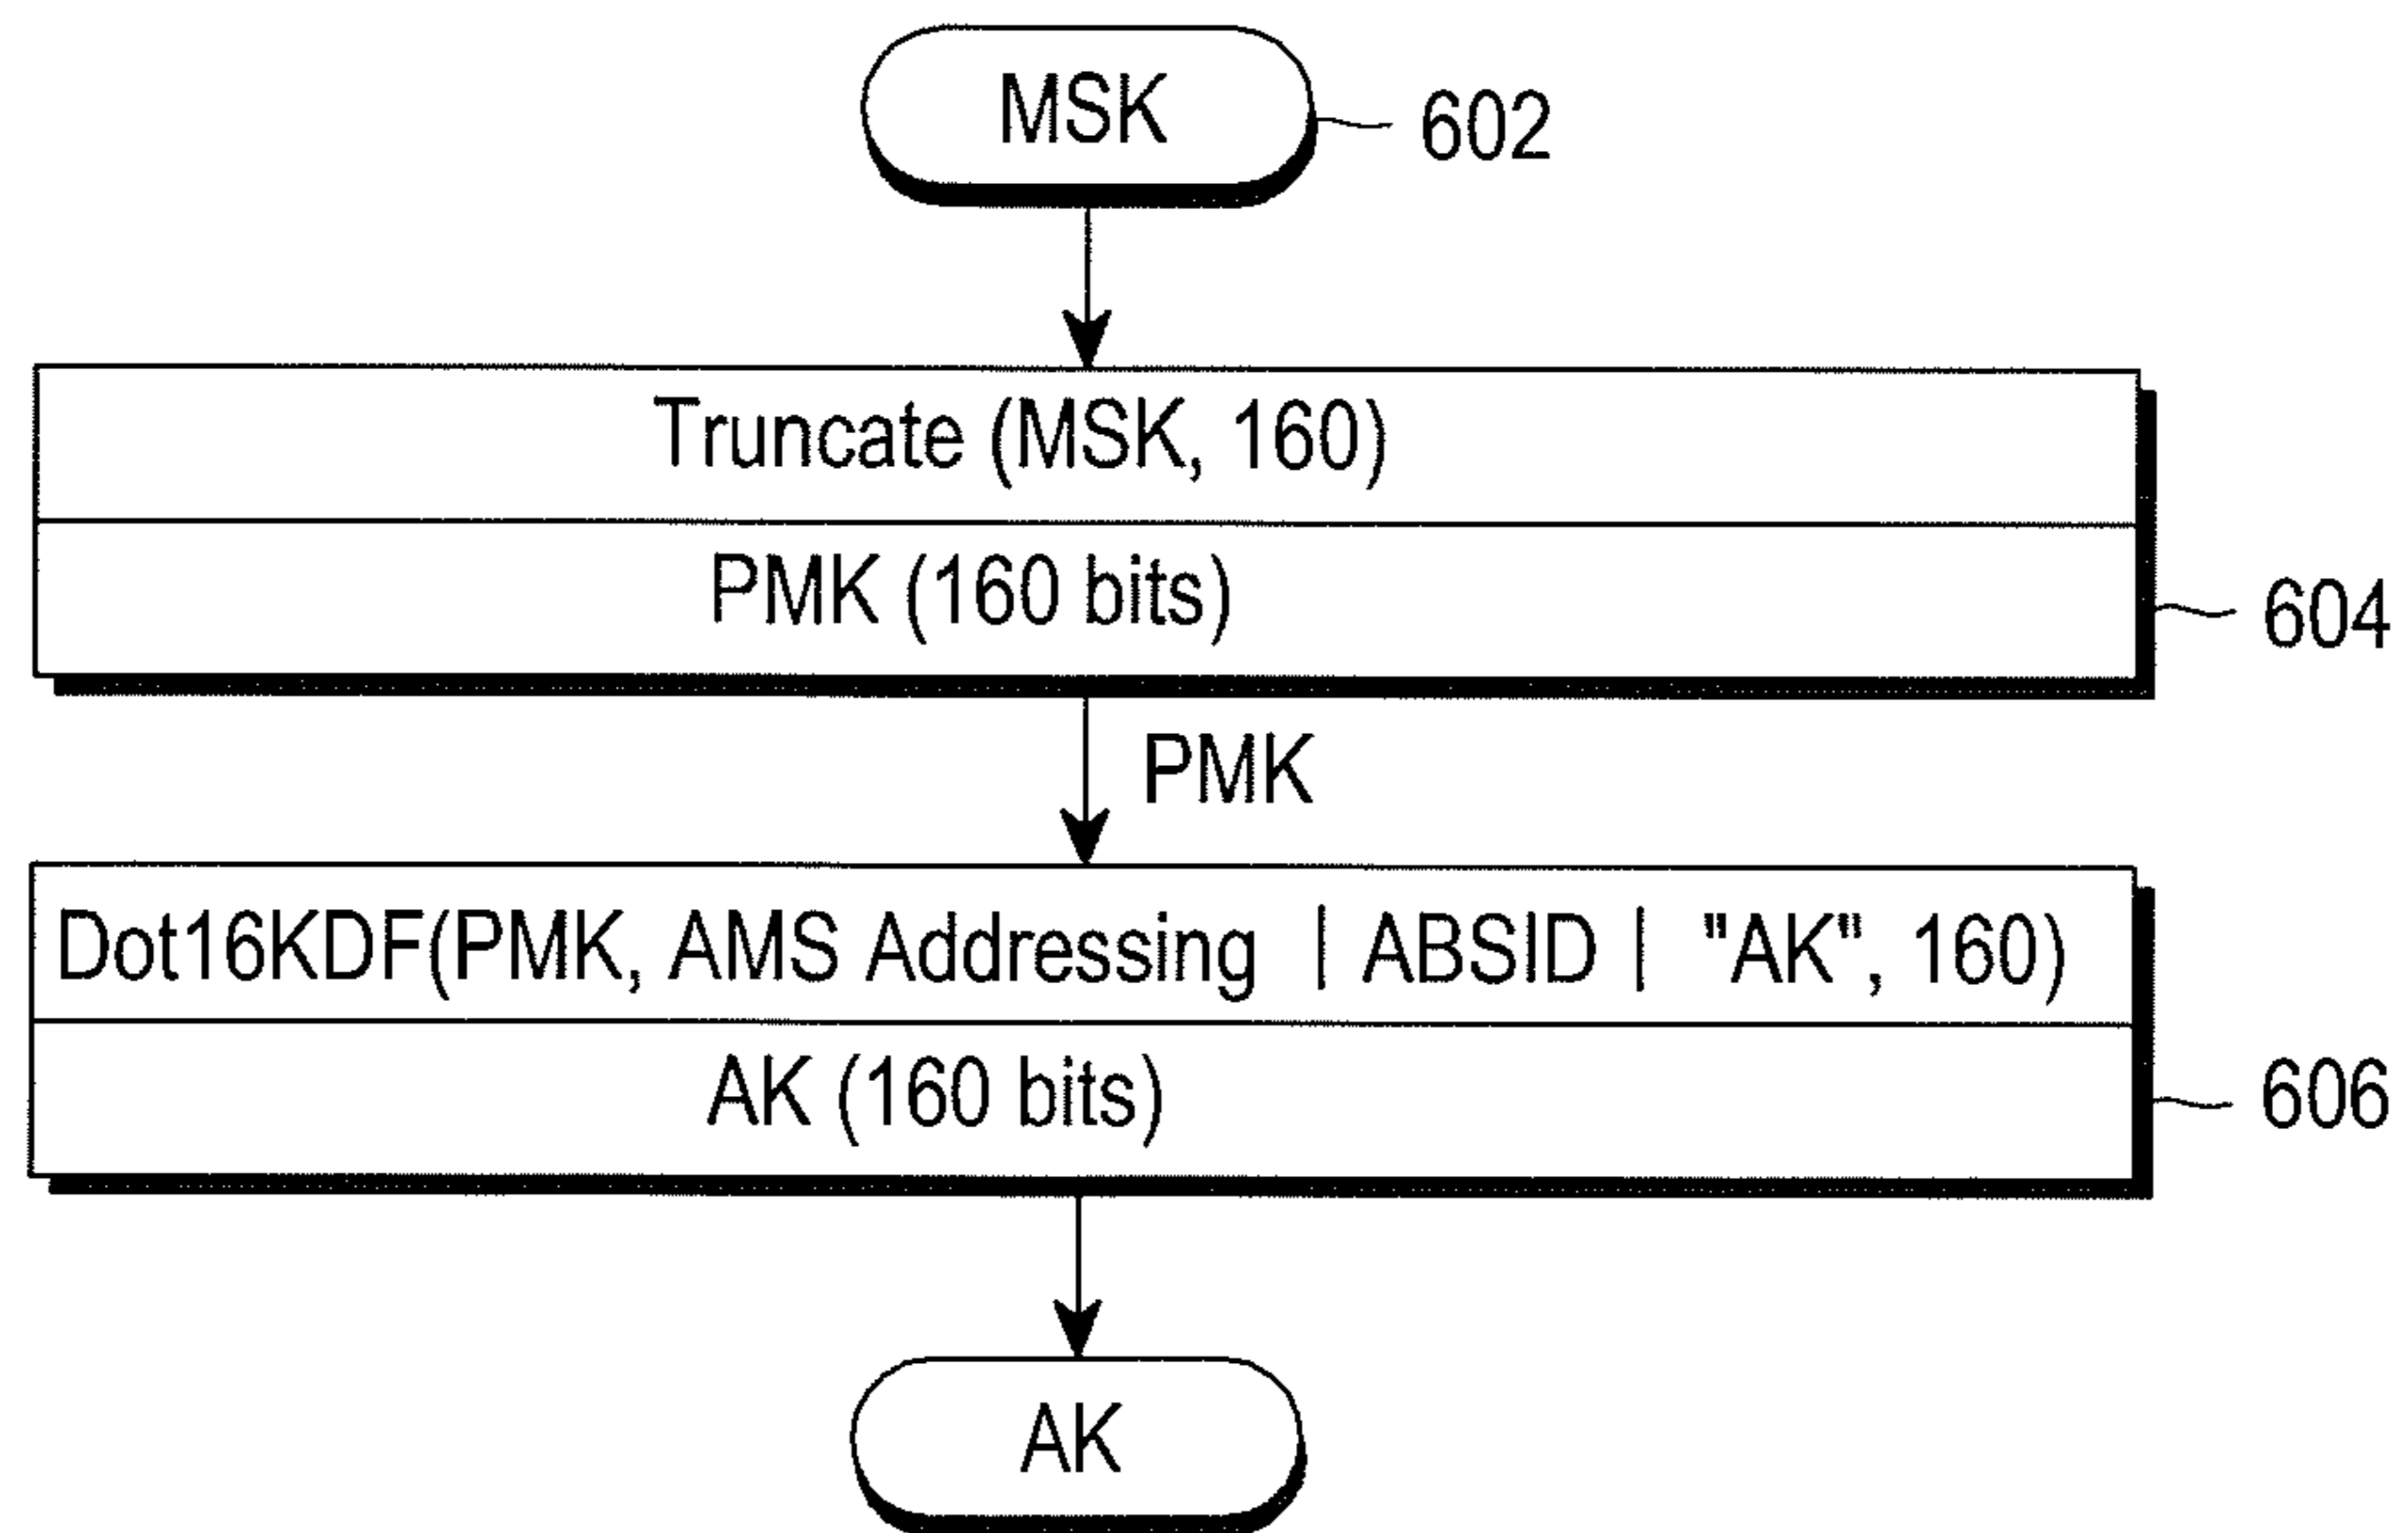 MSK
602
Truncate (MSK, 160)
PMK (160 bits)
604
PMK
Dot16KDF(PMK, AMS Addressing | ABSID | "AK", 160)
AK (160 bits)
606
AK